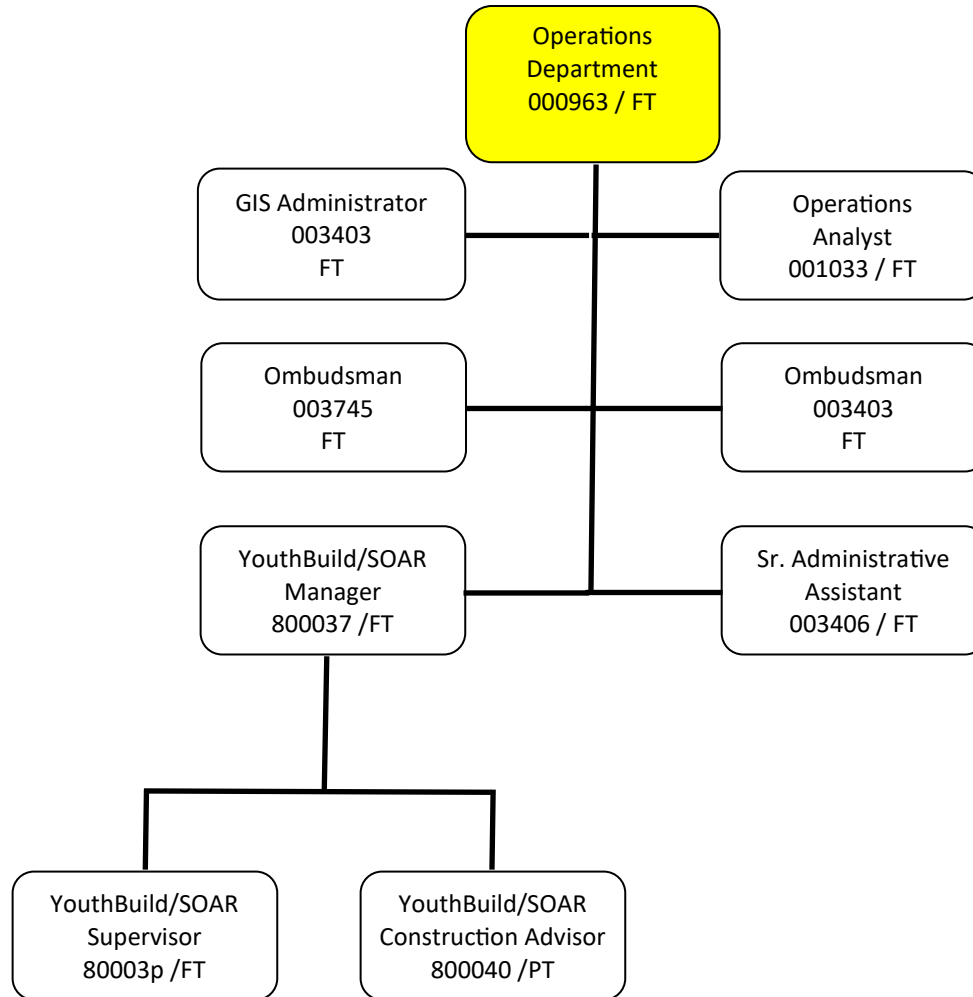 Operations
Department
000963 / FT
GIS Administrator
003403
FT
Operations
Analyst
001033 / FT
Ombudsman
003745
FT
Ombudsman
003403
FT
YouthBuild/SOAR
Manager
800037 /FT
Sr. Administrative
Assistant
003406 / FT
YouthBuild/SOAR
Supervisor
80003p /FT
YouthBuild/SOAR
Construction Advisor
800040 /PT